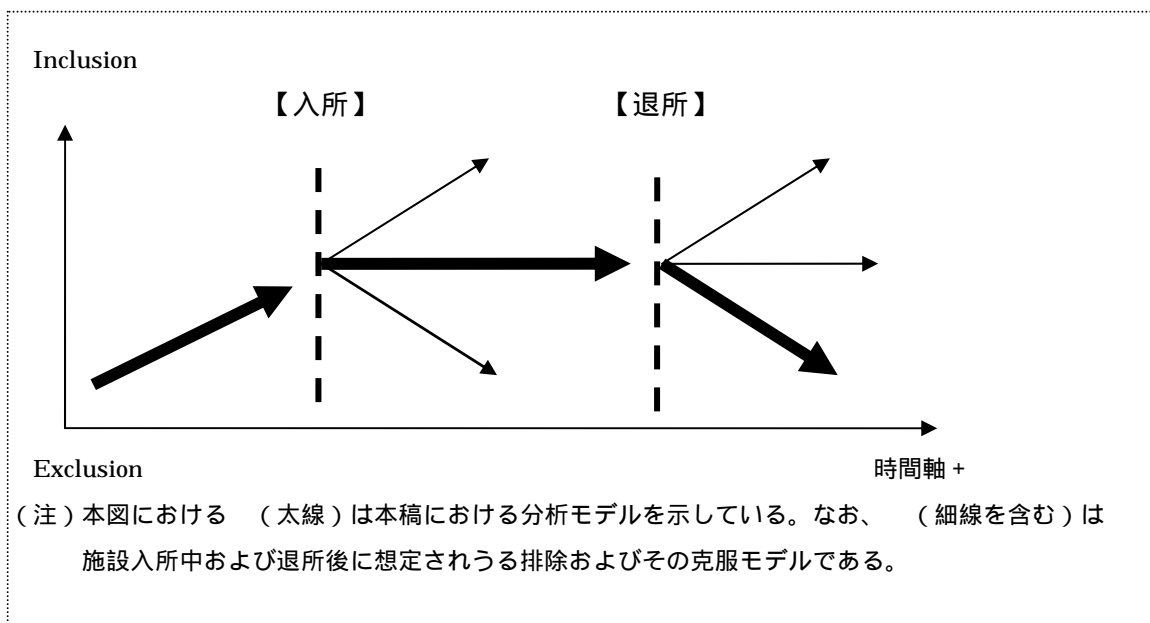 Inclusion
【入所】
【退所】
Exclusion
時間軸 +
（注）本図における　（太線）は本稿における分析モデルを示している。なお、　（細線を含む）は
施設入所中および退所後に想定されうる排除およびその克服モデルである。